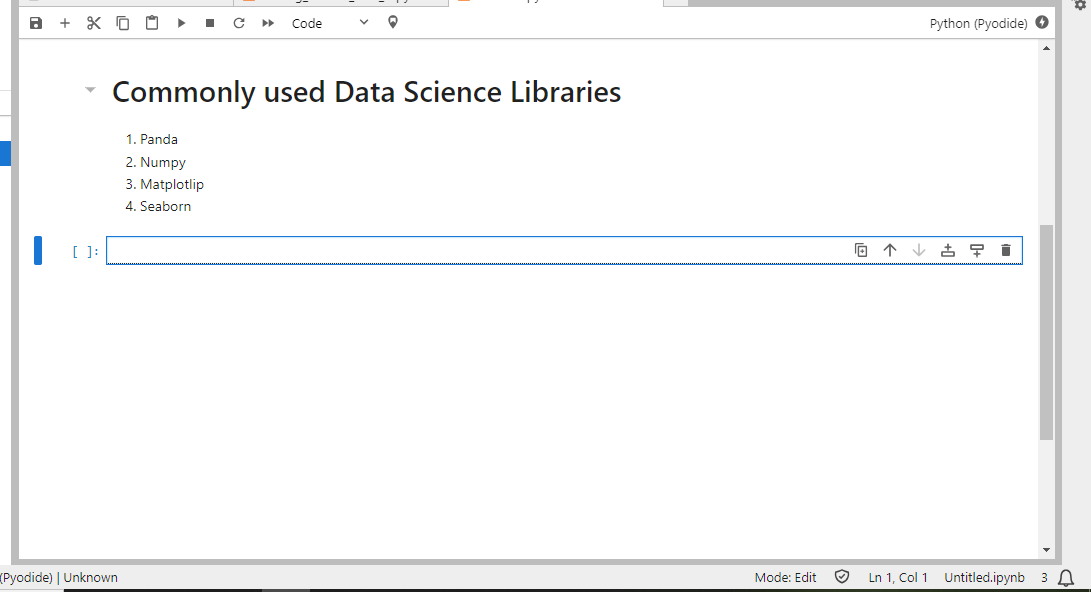 Code
Python (Pyodide)
Commonly used Data Science Libraries
1. Panda
2. Numpy
3. Matplotlip
4. Seaborn
[ ]:
(Pyodide) | Unknown
Mode: Edit
Ln 1, Col 1
Untitled.ipynb
3